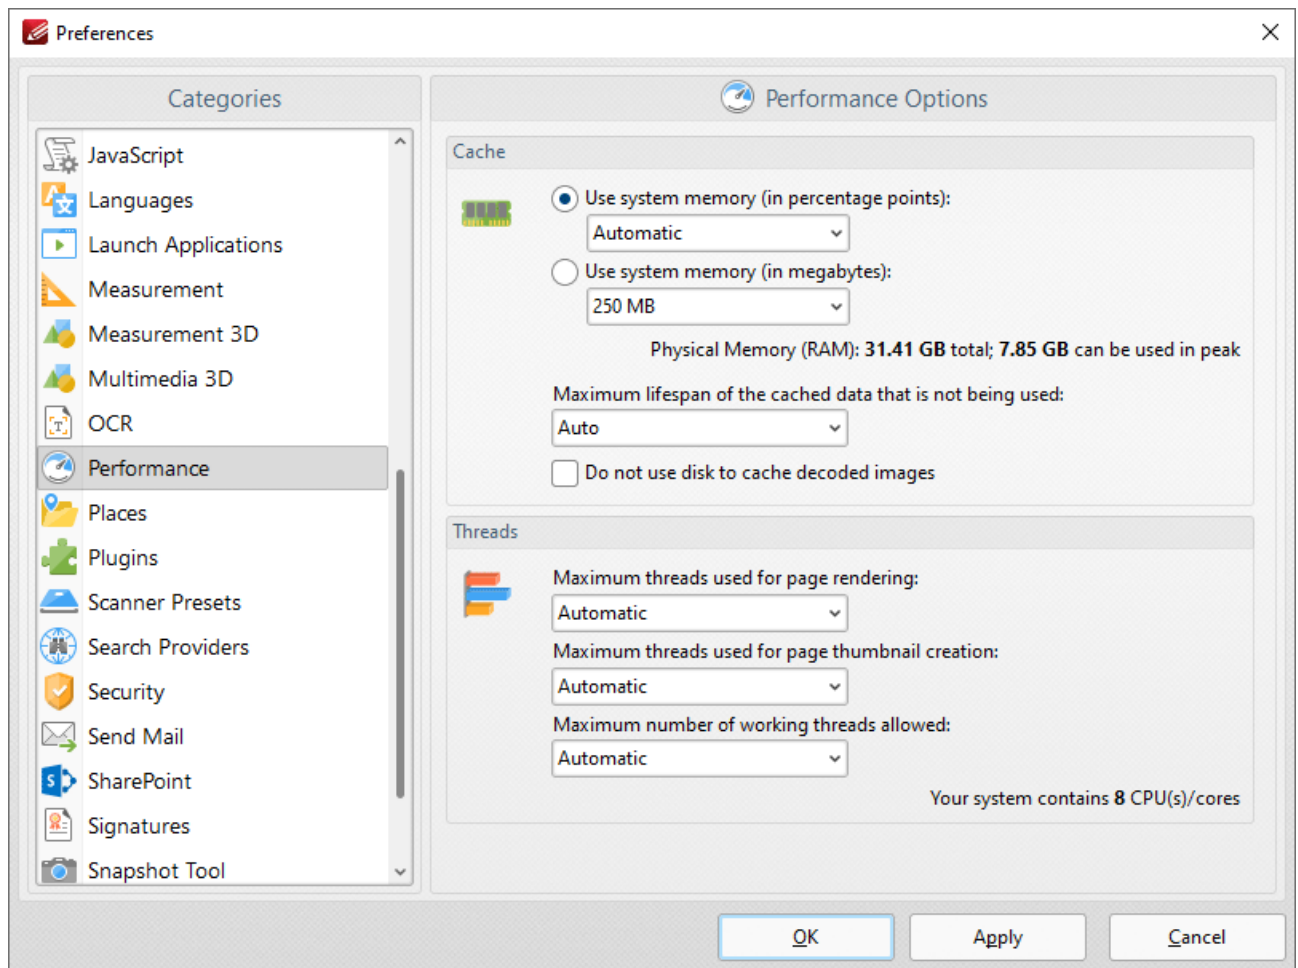 Preferences
Categories
JavaScript
Languages
Launch Applications
Measurement
Measurement 3D
Multimedia 3D
OCR
Performance
Places
Plugins
Scanner Presets
Search Providers
Security
Send Mail
SharePoint
Signatures
Snapshot Tool
Performance Options
Cache
Use system memory (in percentage points):
Automatic
Use system memory (in megabytes):
250 MB
Physical Memory (RAM): 31.41 GB total; 7.85 GB can be used in peak
Maximum lifespan of the cached data that is not being used:
Auto
Do not use disk to cache decoded images
Threads
Maximum threads used for page rendering:
Automatic
Maximum threads used for page thumbnail creation:
Automatic
Maximum number of working threads allowed:
Automatic
Your system contains 8 CPU(s)/cores
OK
Apply
Cancel